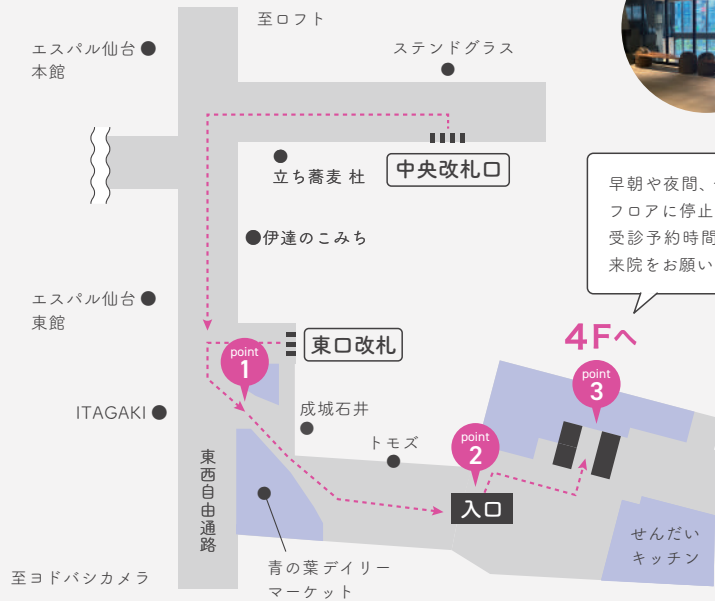 至ロフト
エスパル仙台
本館
ステンドグラス
立ち蕎麦 杜
中央改札口
伊達のこみち
早朝や夜間、
フロアに停止
受診予約時間
来院をお願い
エスパル仙台
東館
東口改札
4Fへ
point
1
point
3
ITAGAKI
成城石井
トモズ
point
2
東西自由通路
入口
せんだい
キッチン
青の葉デイリー
マーケット
至ヨドバシカメラ